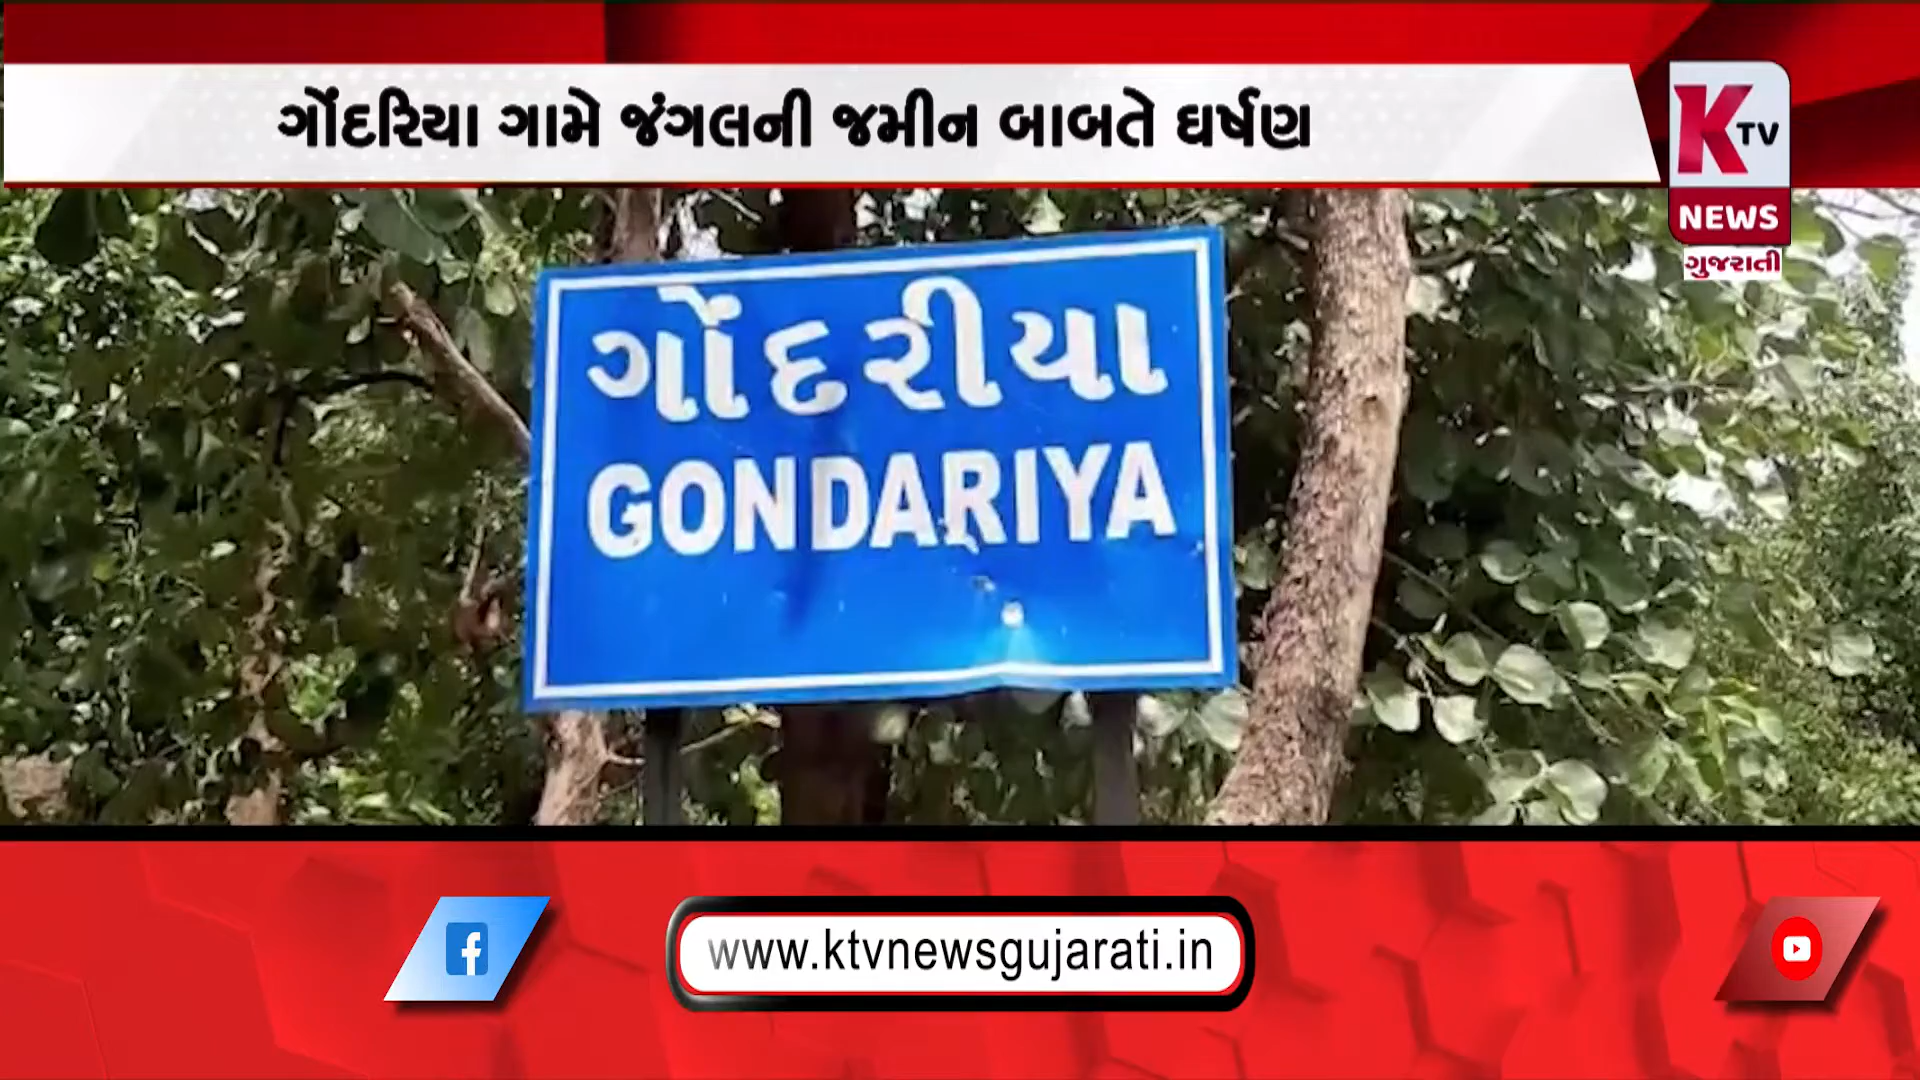 ગોંદરિયા ગામે જંગલની જમીન બાબતે ઘર્ષણ
K TV
NEWS
ગુજરાતી
ગોંદરીયા
GONDARIYA
www.ktvnewsgujarati.in